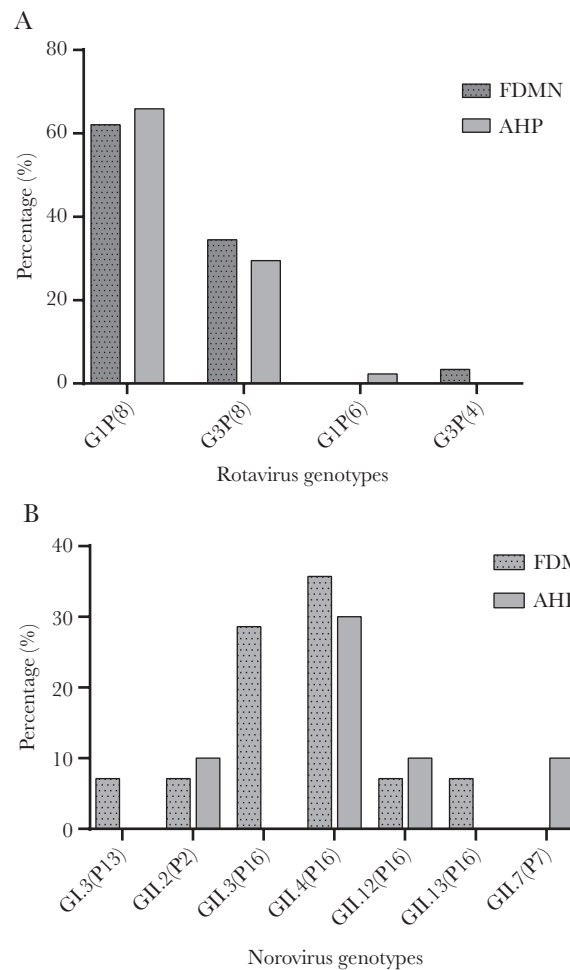 A
80
60
40
20
0
Percentage (%)
FDMN
AHP
G1P(8)
G3P(8)
G1P(6)
G3P(4)
Rotavirus genotypes
B
40
30
20
10
0
Percentage (%)
GI.3(P13)
GII.2(P2)
GII.3(P16)
GII.4(P16)
GII.12(P16)
GII.13(P16)
GII.7(P7)
Norovirus genotypes